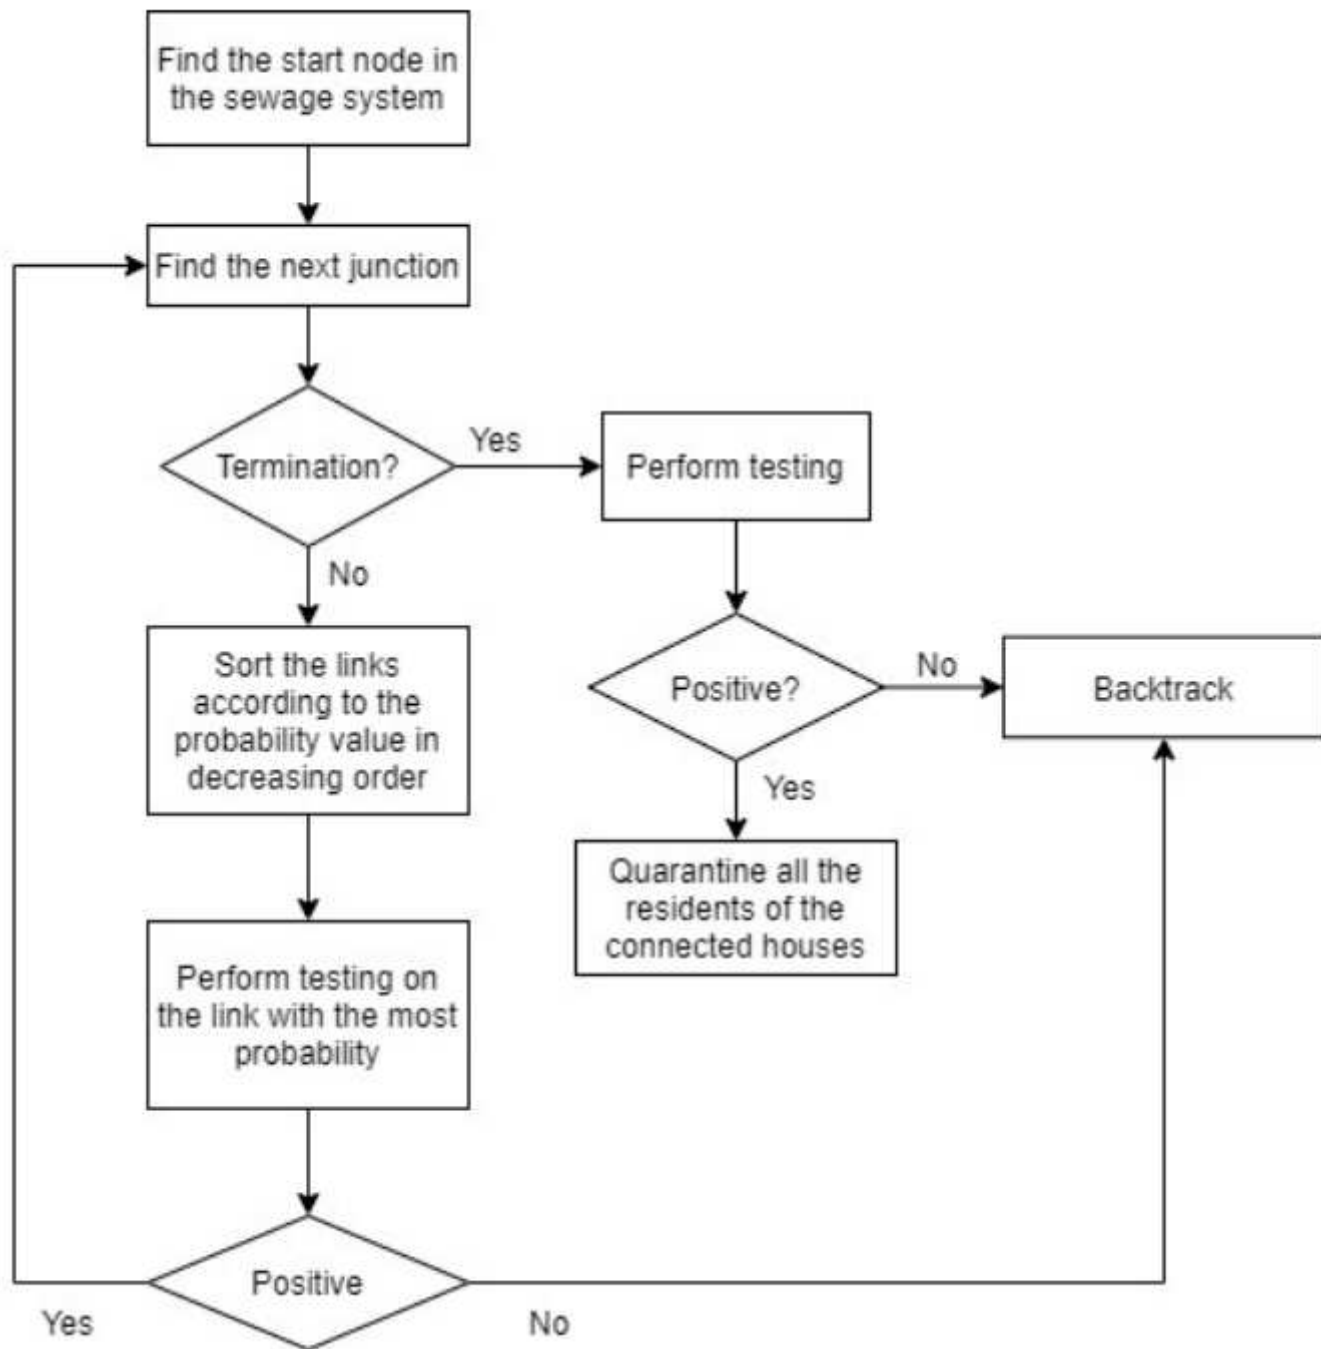 Find the start node in
the sewage system
Find the next junction
Termination?
Yes
Perform testing
No
Sort the links
according to the
probability value in
decreasing order
Positive?
No
Backtrack
Yes
Quarantine all the
residents of the
connected houses
Perform testing on
the link with the most
probability
Positive
Yes
No